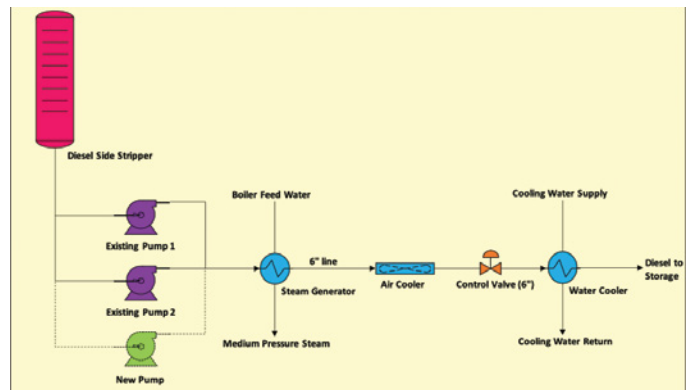 Diesel Side Stripper
Existing Pump 1
Existing Pump 2
New Pump
Boiler Feed Water
6" line
Steam Generator
Medium Pressure Steam
Air Cooler
Control Valve (6")
Cooling Water Supply
Water Cooler
Cooling Water Return
Diesel to
Storage